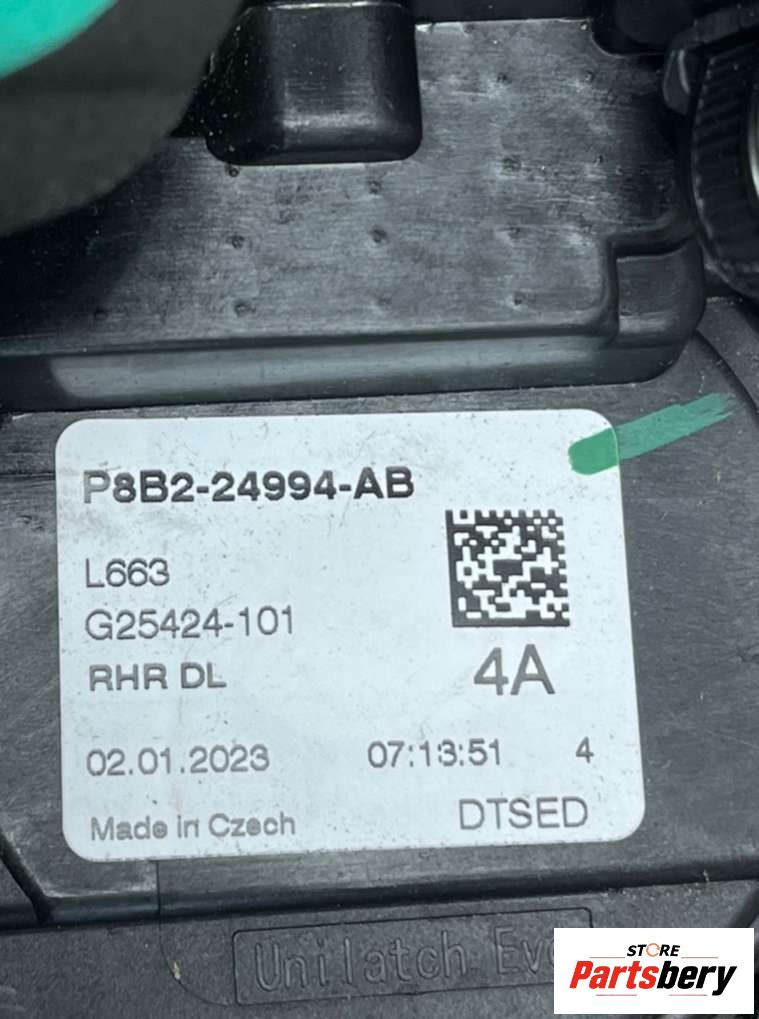 P8B2-24994-AB
L663
G25424-101
RHR DL
4A
02.01.2023 07:13:51 4
Made in Czech DTSED
Unilatch
STORE
Partsbery